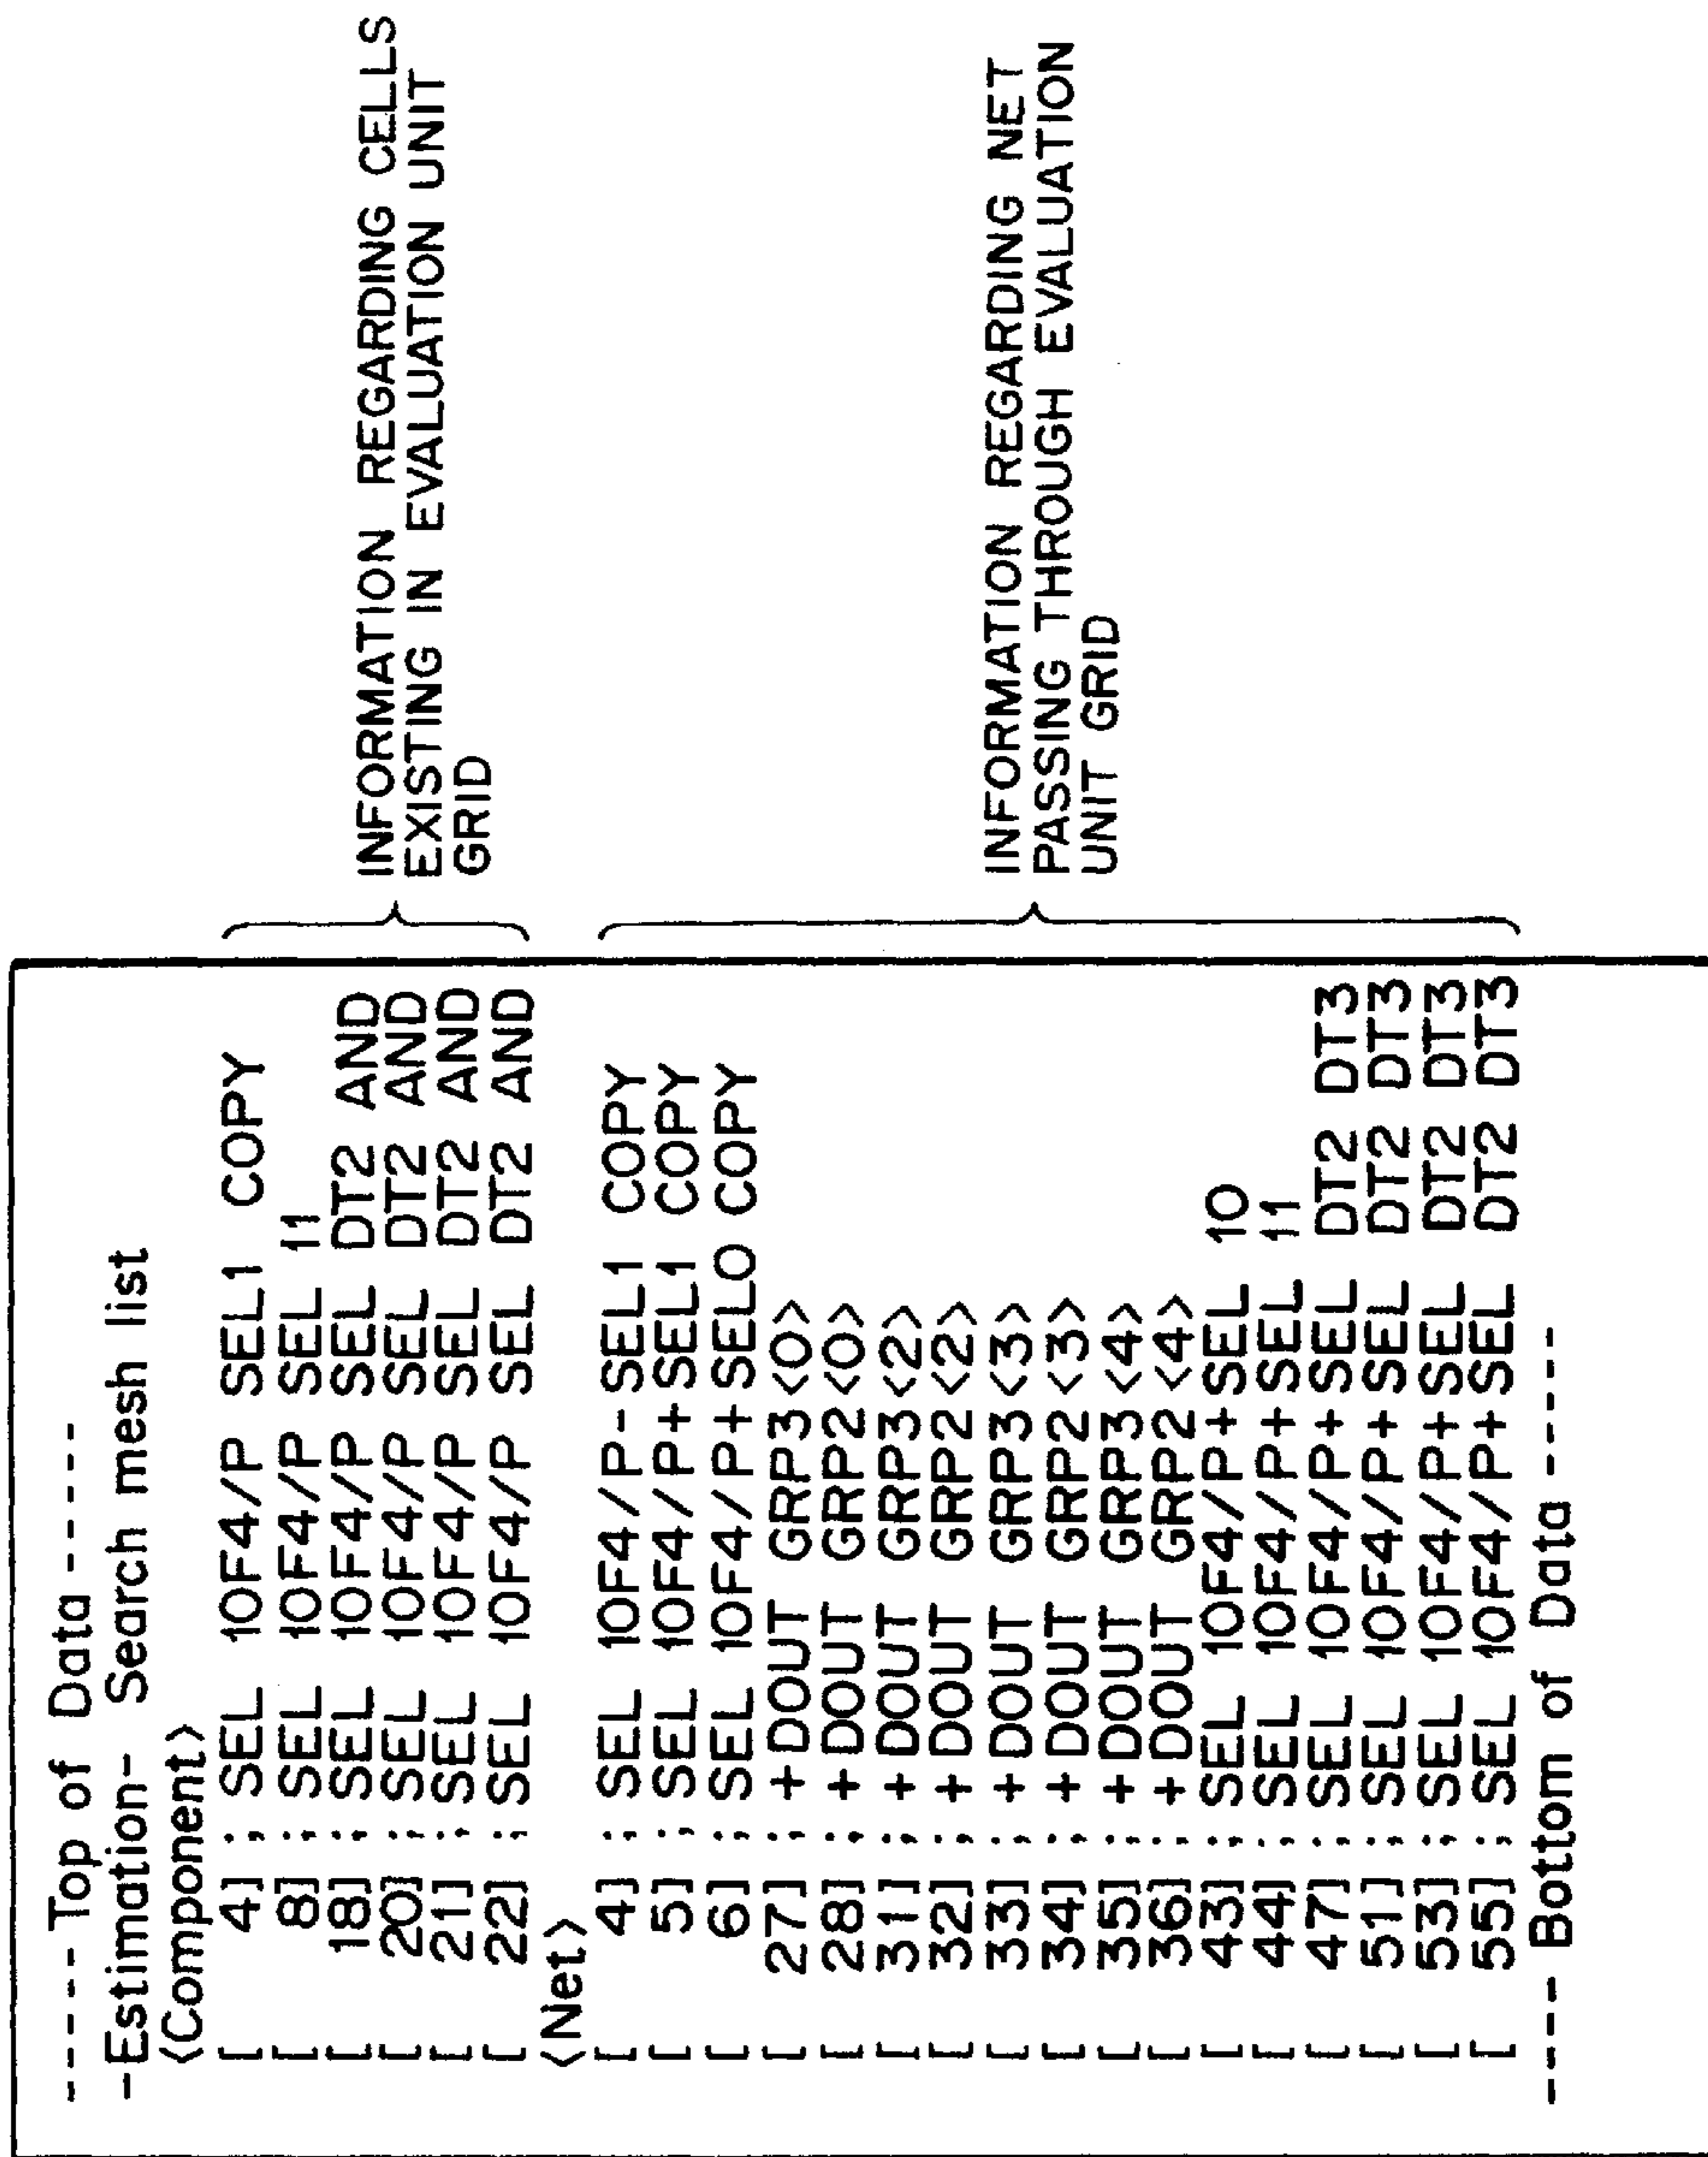 ----- Top of Data -----
-Estimation- Search mesh list
<Component>
[ 4] ; SEL 1OF4/P SEL1 COPY
[ 8] ; SEL 1OF4/P SEL 11
[ 18] ; SEL 1OF4/P SEL DT2 AND
[ 20] ; SEL 1OF4/P SEL DT2 AND
[ 21] ; SEL 1OF4/P SEL DT2 AND
[ 22] ; SEL 1OF4/P SEL DT2 AND
<Net>
[ 4] ; SEL 1OF4/P-SEL1 COPY
[ 5] ; SEL 1OF4/P+SEL1 COPY
[ 6] ; SEL 1OF4/P+SEL0 COPY
[ 27] ; +DOUT GRP3<0>
[ 28] ; +DOUT GRP2<0>
[ 31] ; +DOUT GRP3<2>
[ 32] ; +DOUT GRP2<2>
[ 33] ; +DOUT GRP3<3>
[ 34] ; +DOUT GRP2<3>
[ 35] ; +DOUT GRP3<4>
[ 36] ; +DOUT GRP2<4>
[ 43] ; SEL 1OF4/P+SEL 10
[ 44] ; SEL 1OF4/P+SEL 11
[ 47] ; SEL 1OF4/P+SEL DT2 DT3
[ 51] ; SEL 1OF4/P+SEL DT2 DT3
[ 53] ; SEL 1OF4/P+SEL DT2 DT3
[ 55] ; SEL 1OF4/P+SEL DT2 DT3
---- Bottom of Data -----
INFORMATION REGARDING CELLS
EXISTING IN EVALUATION UNIT
GRID
INFORMATION REGARDING NET
PASSING THROUGH EVALUATION
UNIT GRID